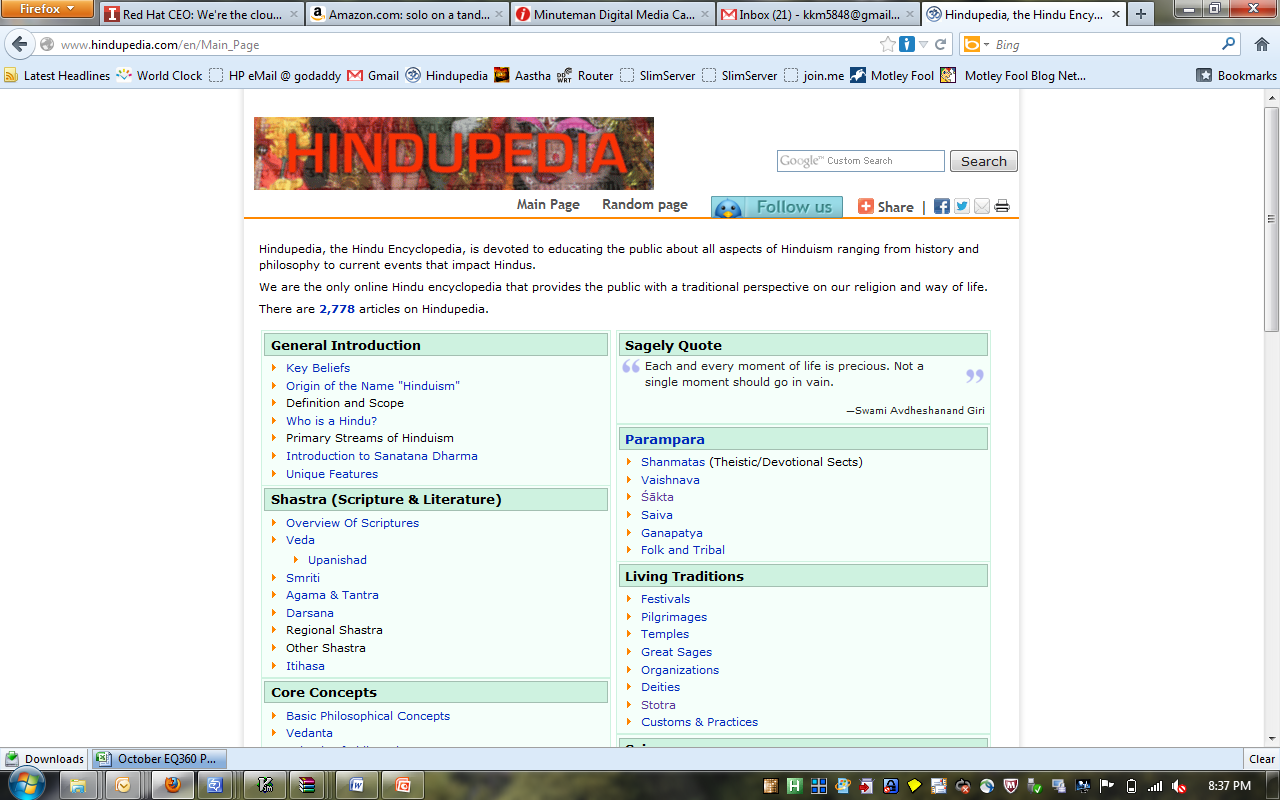 Firefox
Red Hat CEO: We're the clou...
Amazon.com: solo on a tand...
Minuteman Digital Media Ca...
Inbox (21) - kkm5848@gmail...
Hindupedia, the Hindu Ency...
www.hindupedia.com/en/Main_Page
Bing
Latest Headlines World Clock HP eMail @ godaddy Gmail Hindupedia Aastha Router SlimServer SlimServer join.me Motley Fool Motley Fool Blog Net... Bookmarks
HINDUPEDIA
Google™ Custom Search
Search
Main Page Random page Follow us Share |
Hindupedia, the Hindu Encyclopedia, is devoted to educating the public about all aspects of Hinduism ranging from history and
philosophy to current events that impact Hindus.
We are the only online Hindu encyclopedia that provides the public with a traditional perspective on our religion and way of life.
There are 2,778 articles on Hindupedia.
General Introduction
Key Beliefs
Origin of the Name "Hinduism"
Definition and Scope
Who is a Hindu?
Primary Streams of Hinduism
Introduction to Sanatana Dharma
Unique Features
Shastra (Scripture & Literature)
Overview Of Scriptures
Veda
Upanishad
Smriti
Agama & Tantra
Darsana
Regional Shastra
Other Shastra
Itihasa
Core Concepts
Basic Philosophical Concepts
Vedanta
Sagely Quote
“ Each and every moment of life is precious. Not a
single moment should go in vain. ”
—Swami Avdheshanand Giri
Parampara
Shanmatas (Theistic/Devotional Sects)
Vaishnava
Śākta
Saiva
Ganapatya
Folk and Tribal
Living Traditions
Festivals
Pilgrimages
Temples
Great Sages
Organizations
Deities
Stotra
Customs & Practices
Downloads
October EQ360 P...
Clear
8:37 PM